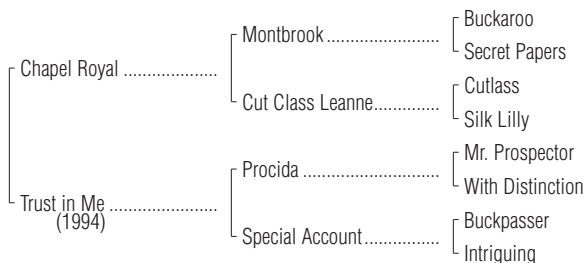 Buckaroo
Montbrook
Secret Papers
Chapel Royal
Cutlass
Cut Class Leanne
Silk Lilly
Mr. Prospector
Procida
With Distinction
Trust in Me
(1994)
Buckpasser
Special Account
Intriguing